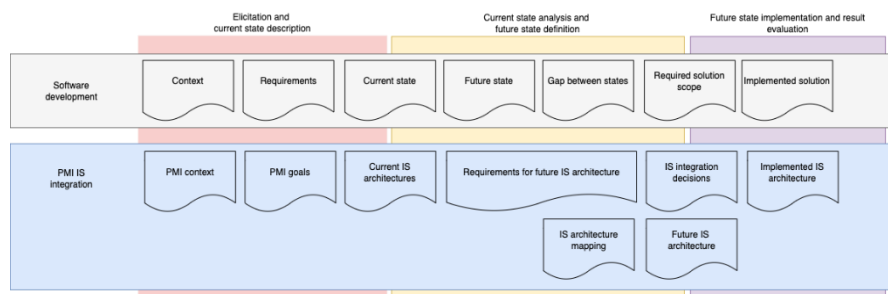 Elicitation and
current state description
Current state analysis and
future state definition
Future state implementation and result
evaluation
Software
development
Context
Requirements
Current state
Future state
Gap between states
Required solution
scope
Implemented solution
PMI IS
integration
PMI context
PMI goals
Current IS
architectures
Requirements for future IS architecture
IS integration
decisions
Implemented IS
architecture
IS architecture
mapping
Future IS
architecture